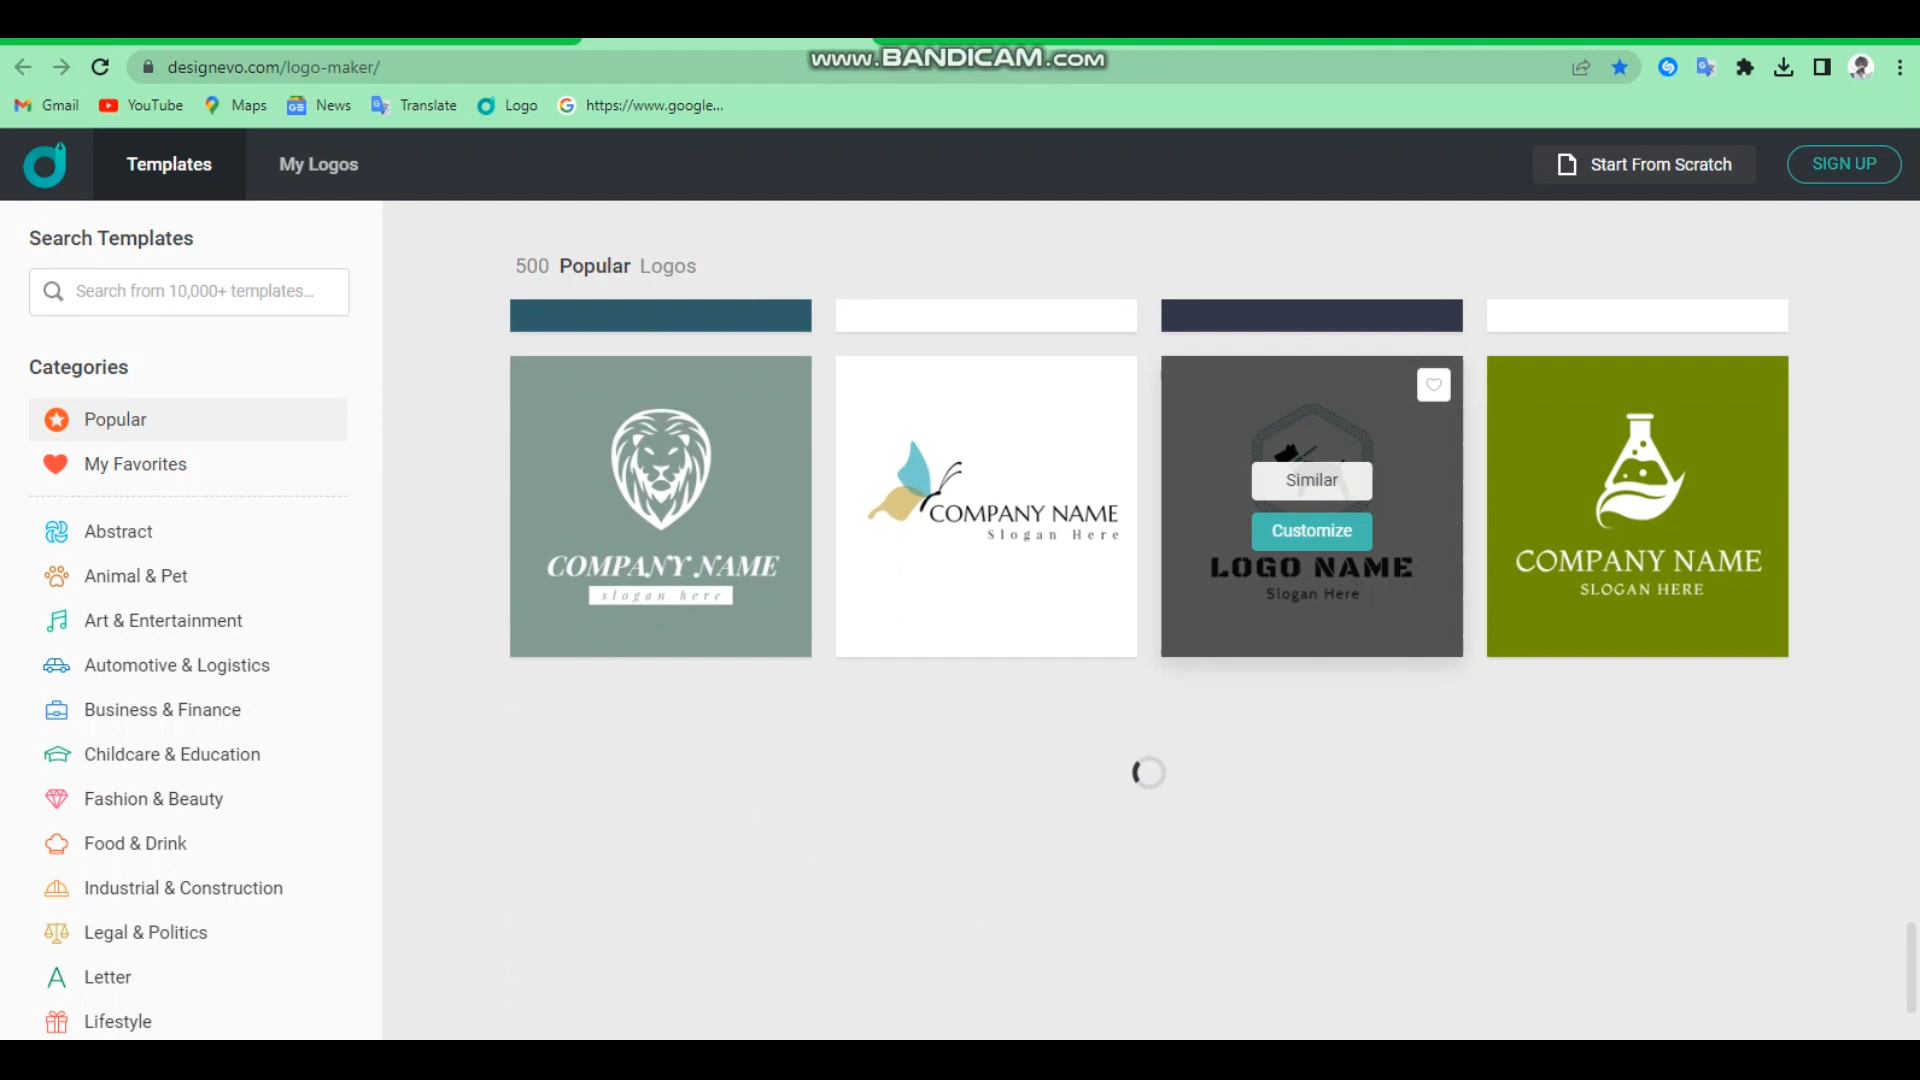 www.BANDICAM.com
designevo.com/logo-maker/
Gmail YouTube Maps News Translate Logo https://www.google...
Templates My Logos Start From Scratch SIGN UP
Search Templates
Search from 10,000+ templates...
Categories
Popular
My Favorites
Abstract
Animal & Pet
Art & Entertainment
Automotive & Logistics
Business & Finance
Childcare & Education
Fashion & Beauty
Food & Drink
Industrial & Construction
Legal & Politics
Letter
Lifestyle
500 Popular Logos
COMPANY NAME
slogan here
COMPANY NAME
Slogan Here
Similar
Customize
LOGO NAME
Slogan Here
COMPANY NAME
SLOGAN HERE